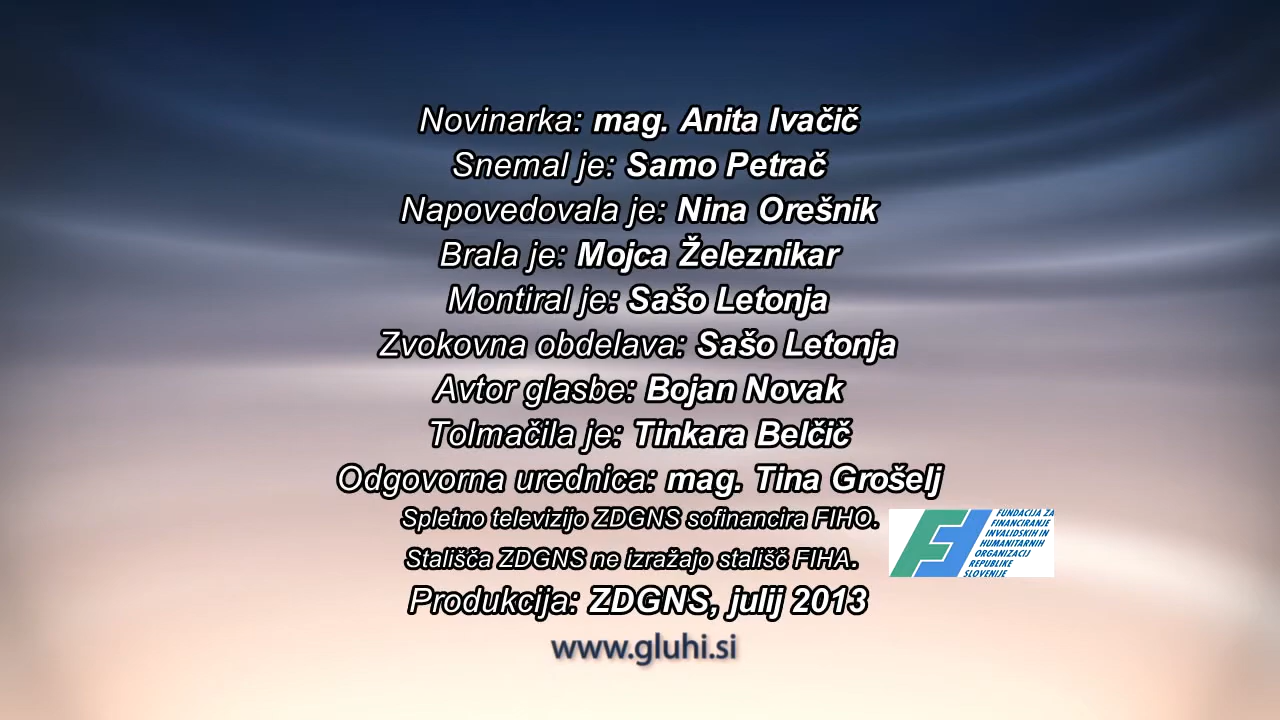 Novinarka: mag. Anita Ivačič
Snemal je: Samo Petrač
Napovedovala je: Nina Orešnik
Brala je: Mojca Železnikar
Montiral je: Sašo Letonja
Zvokovna obdelava: Sašo Letonja
Avtor glasbe: Bojan Novak
Tolmačila je: Tinkara Belčič
Odgovorna urednica: mag. Tina Grošelj
Spletno televizijo ZDGNS sofinancira FIHO.
Stališča ZDGNS ne izražajo stališč FIHA.
FUNDACIJA ZA
FINANCIRANJE
INVALIDSKIH IN
HUMANITARNIH
ORGANIZACIJ
REPUBLIKE
SLOVENIJE
Produkcija: ZDGNS, julij 2013
www.gluhi.si